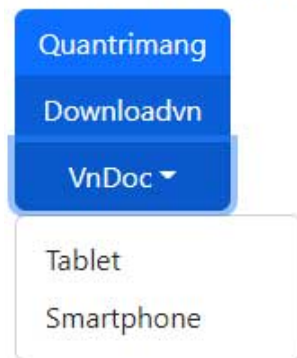 Quantrimang
Downloadvn
VnDoc
Tablet
Smartphone